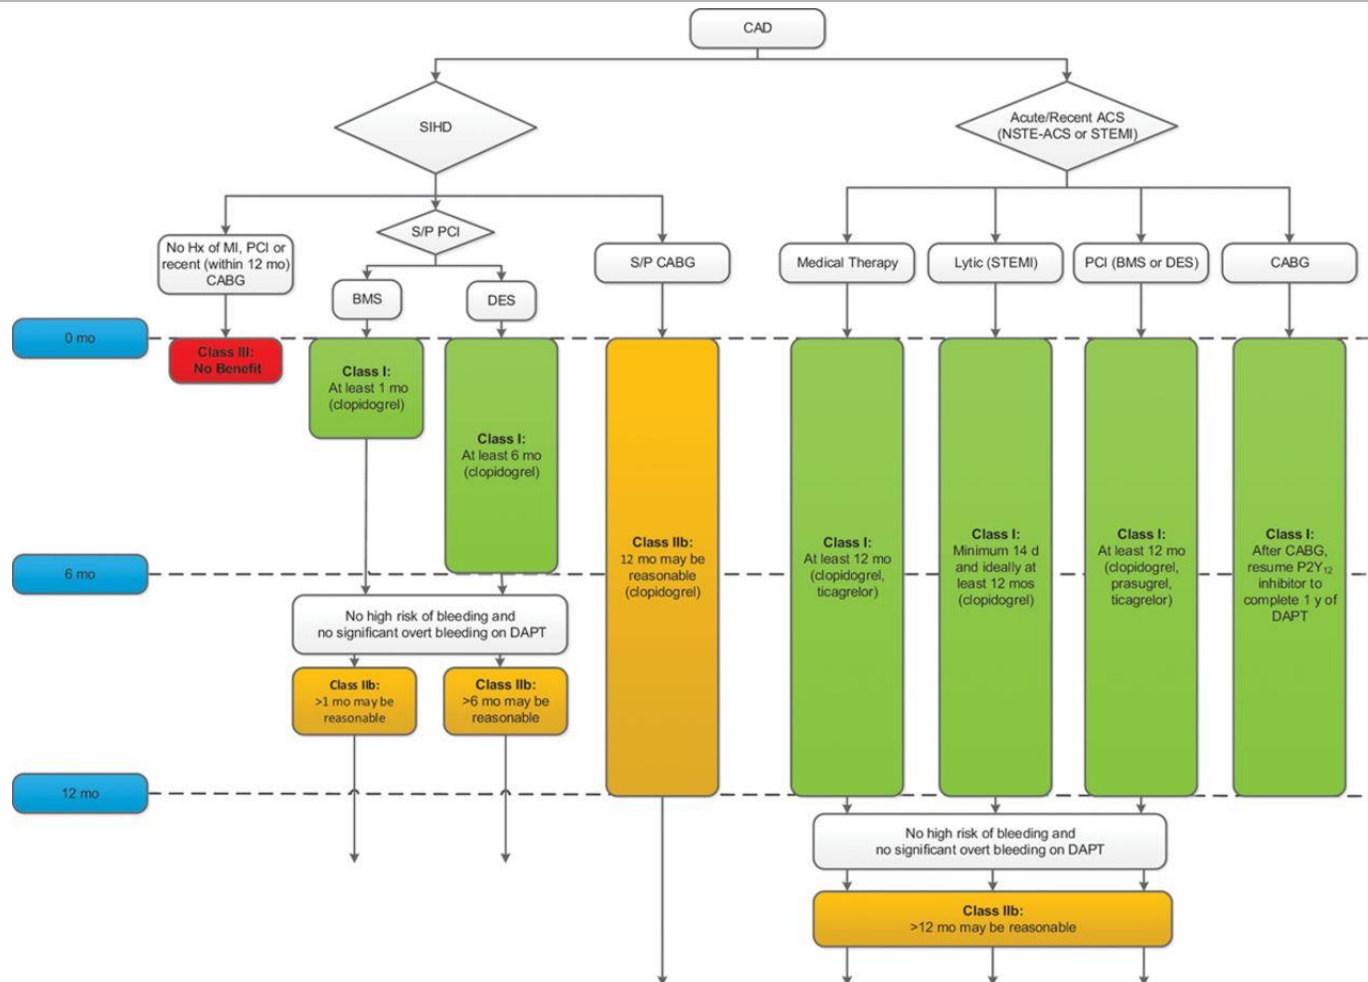 CAD
SIHD
Acute/Recent ACS
(NSTE-ACS or STEMI)
No Hx of MI, PCI or
recent (within 12 mo)
CABG
S/P PCI
BMS
DES
S/P CABG
Medical Therapy
Lytic (STEMI)
PCI (BMS or DES)
CABG
0 mo
Class III:
No Benefit
Class I:
At least 1 mo
(clopidogrel)
Class I:
At least 6 mo
(clopidogrel)
Class IIb:
12 mo may be
reasonable
(clopidogrel)
Class I:
At least 12 mo
(clopidogrel,
ticagrelor)
Class I:
Minimum 14 d
and ideally at
least 12 mos
(clopidogrel)
Class I:
At least 12 mo
(clopidogrel,
prasugrel,
ticagrelor)
Class I:
After CABG,
resume P2Y₁₂
inhibitor to
complete 1 y of
DAPT
6 mo
No high risk of bleeding and
no significant overt bleeding on DAPT
Class IIb:
>1 mo may be
reasonable
Class IIb:
>6 mo may be
reasonable
12 mo
No high risk of bleeding and
no significant overt bleeding on DAPT
Class IIb:
>12 mo may be reasonable